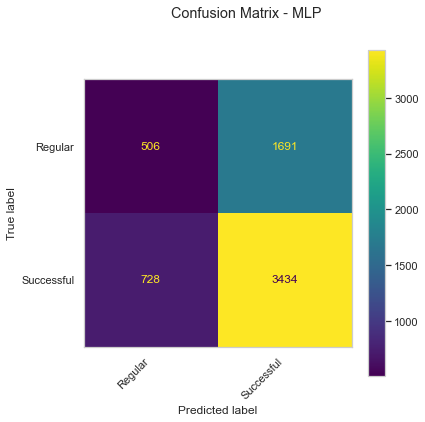 Confusion Matrix - MLP
3000
2500
2000
1500
1000
True label
Regular
506
1691
Successful
728
3434
Regular
Successful
Predicted label